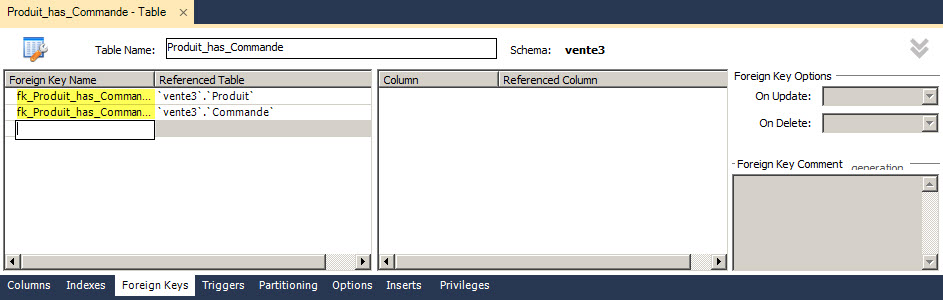 Produit_has_Commande - Table ×
Table Name: Produit_has_Commande Schema: vente3
Foreign Key Name Referenced Table
fk_Produit_has_Comman... `vente3`.`Produit`
fk_Produit_has_Comman... `vente3`.`Commande`
Column Referenced Column
Foreign Key Options
On Update:
On Delete:
Foreign Key Comment generation
Columns Indexes Foreign Keys Triggers Partitioning Options Inserts Privileges